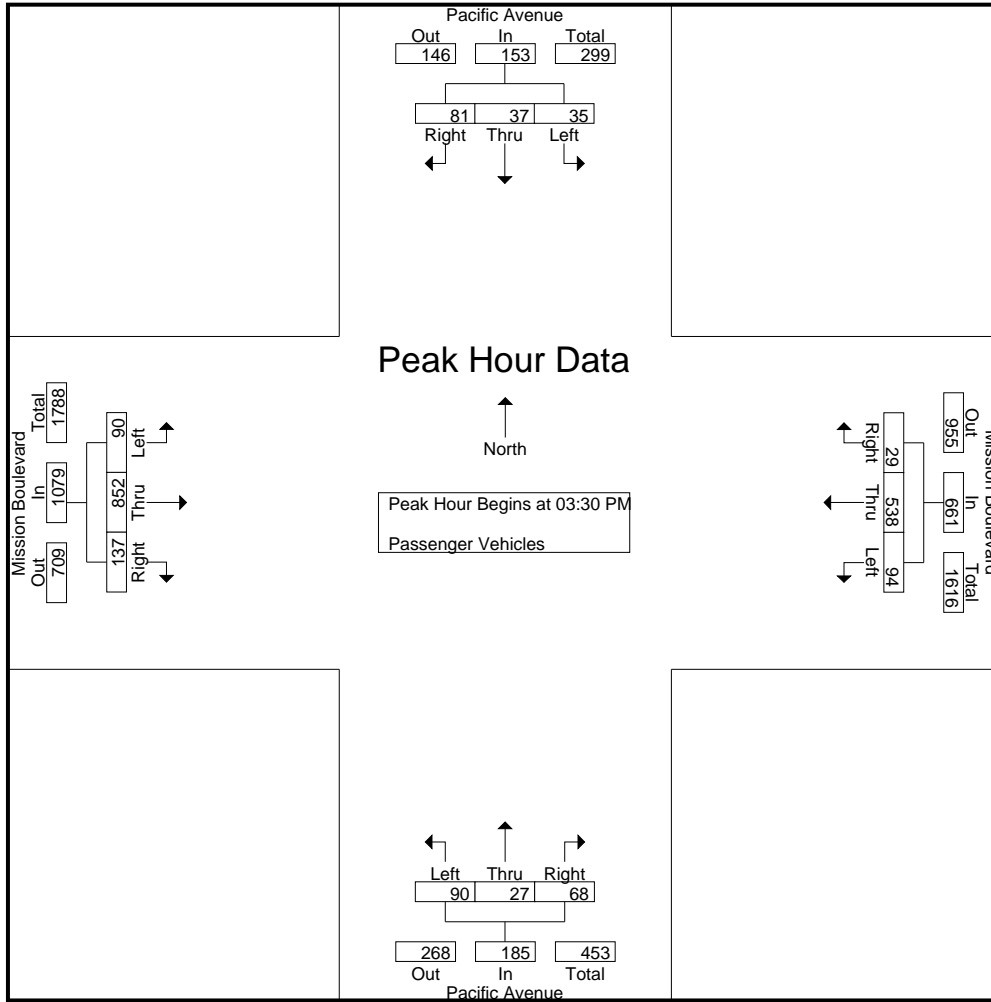 Pacific Avenue
Out In Total
146 153 299
81 37 35
Right Thru Left
Peak Hour Data
North
Peak Hour Begins at 03:30 PM
Passenger Vehicles
Mission Boulevard
Total In Out
1788 1079 709
90 852 137
Left Thru Right
Mission Boulevard
Out In Total
955 661 1616
29 538 94
Right Thru Left
Left Thru Right
90 27 68
268 185 453
Out In Total
Pacific Avenue